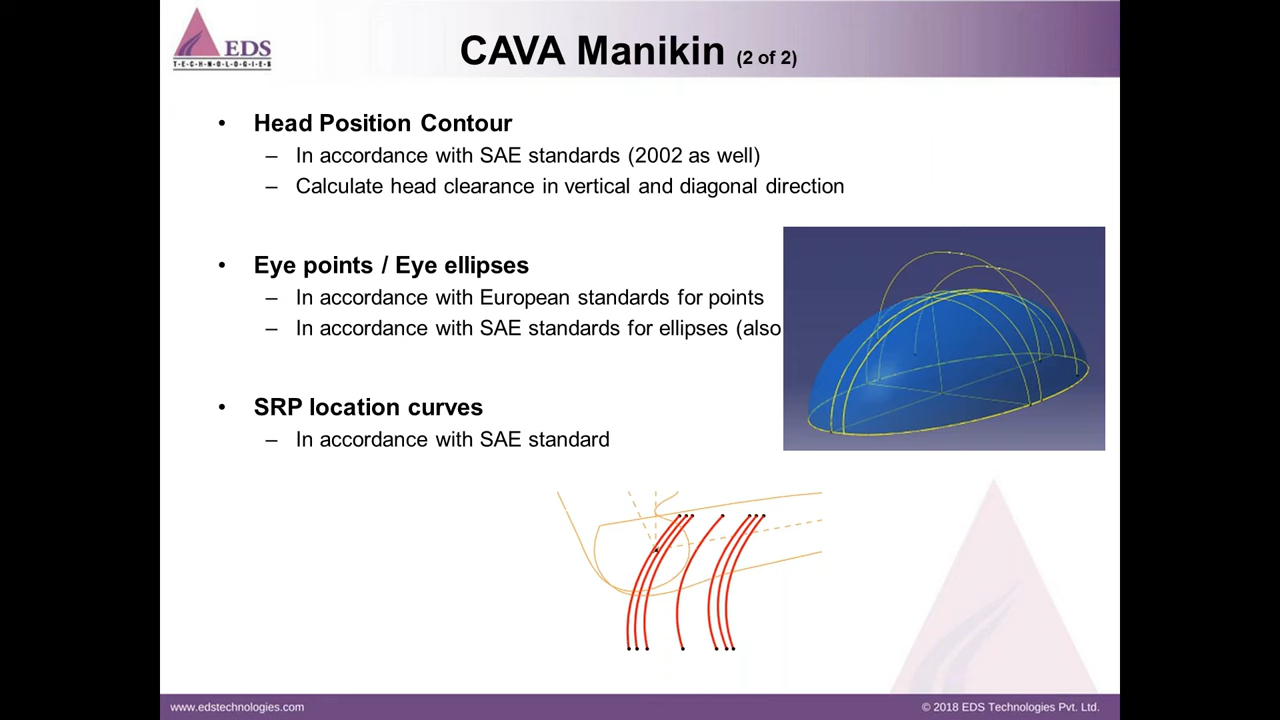 EDS
T•E•C•H•N•O•L•O•G•I•E•S
CAVA Manikin (2 of 2)
• Head Position Contour
– In accordance with SAE standards (2002 as well)
– Calculate head clearance in vertical and diagonal direction
• Eye points / Eye ellipses
– In accordance with European standards for points
– In accordance with SAE standards for ellipses (also
• SRP location curves
– In accordance with SAE standard
www.edstechnologies.com
© 2018 EDS Technologies Pvt. Ltd.